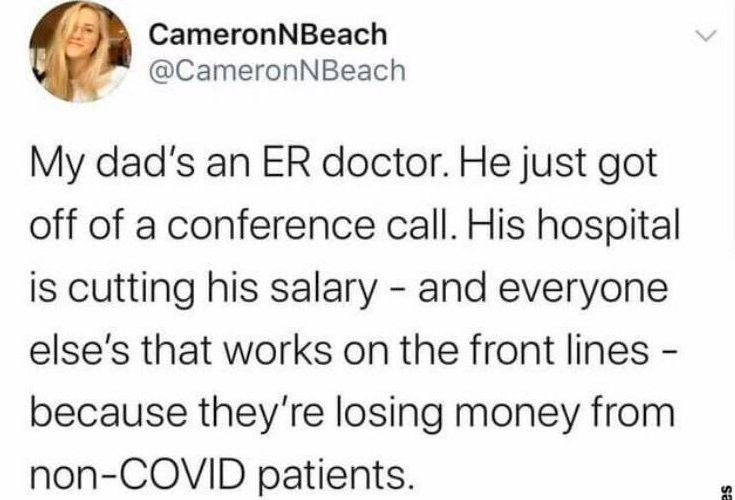 CameronNBeach
@CameronNBeach
My dad's an ER doctor. He just got
off of a conference call. His hospital
is cutting his salary - and everyone
else's that works on the front lines -
because they're losing money from
non-COVID patients.
es